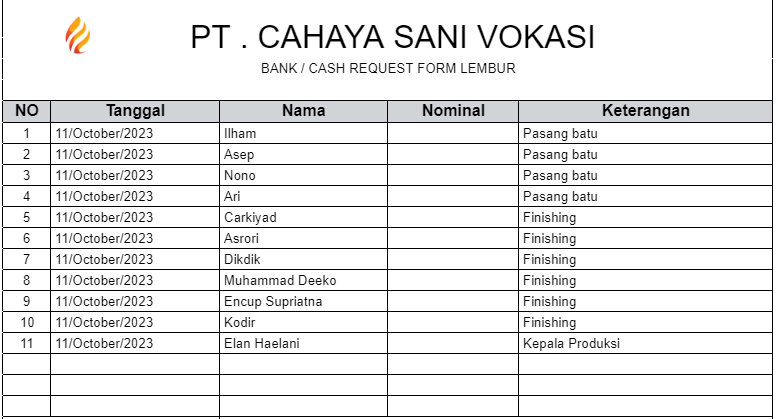 PT . CAHAYA SANI VOKASI
BANK / CASH REQUEST FORM LEMBUR
NO Tanggal Nama Nominal Keterangan
1 11/October/2023 Ilham Pasang batu
2 11/October/2023 Asep Pasang batu
3 11/October/2023 Nono Pasang batu
4 11/October/2023 Ari Pasang batu
5 11/October/2023 Carkiyad Finishing
6 11/October/2023 Asrori Finishing
7 11/October/2023 Dikdik Finishing
8 11/October/2023 Muhammad Deeko Finishing
9 11/October/2023 Encup Supriatna Finishing
10 11/October/2023 Kodir Finishing
11 11/October/2023 Elan Haelani Kepala Produksi